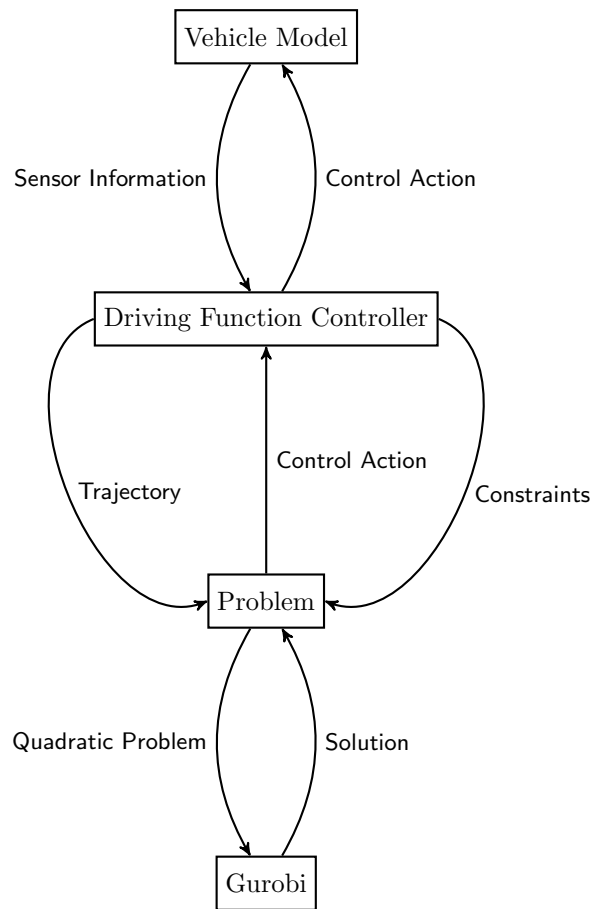 Vehicle Model
Sensor Information
Control Action
Driving Function Controller
Control Action
Trajectory
Constraints
Problem
Quadratic Problem
Solution
Gurobi